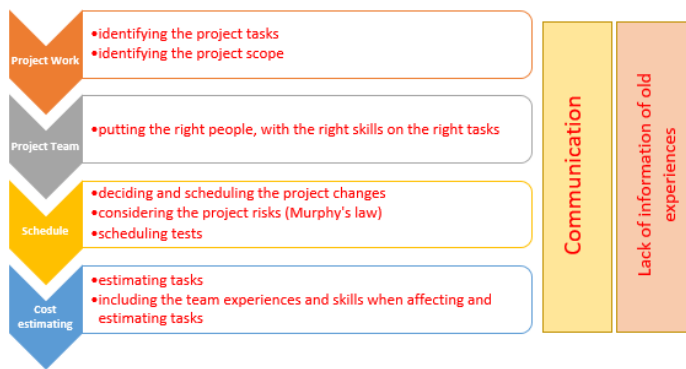 Project Work
•identifying the project tasks
•identifying the project scope
Project Team
•putting the right people, with the right skills on the right tasks
Schedule
•deciding and scheduling the project changes
•considering the project risks (Murphy's law)
•scheduling tests
Cost
estimating
•estimating tasks
•including the team experiences and skills when affecting and
estimating tasks
Communication
Lack of information of old
experiences